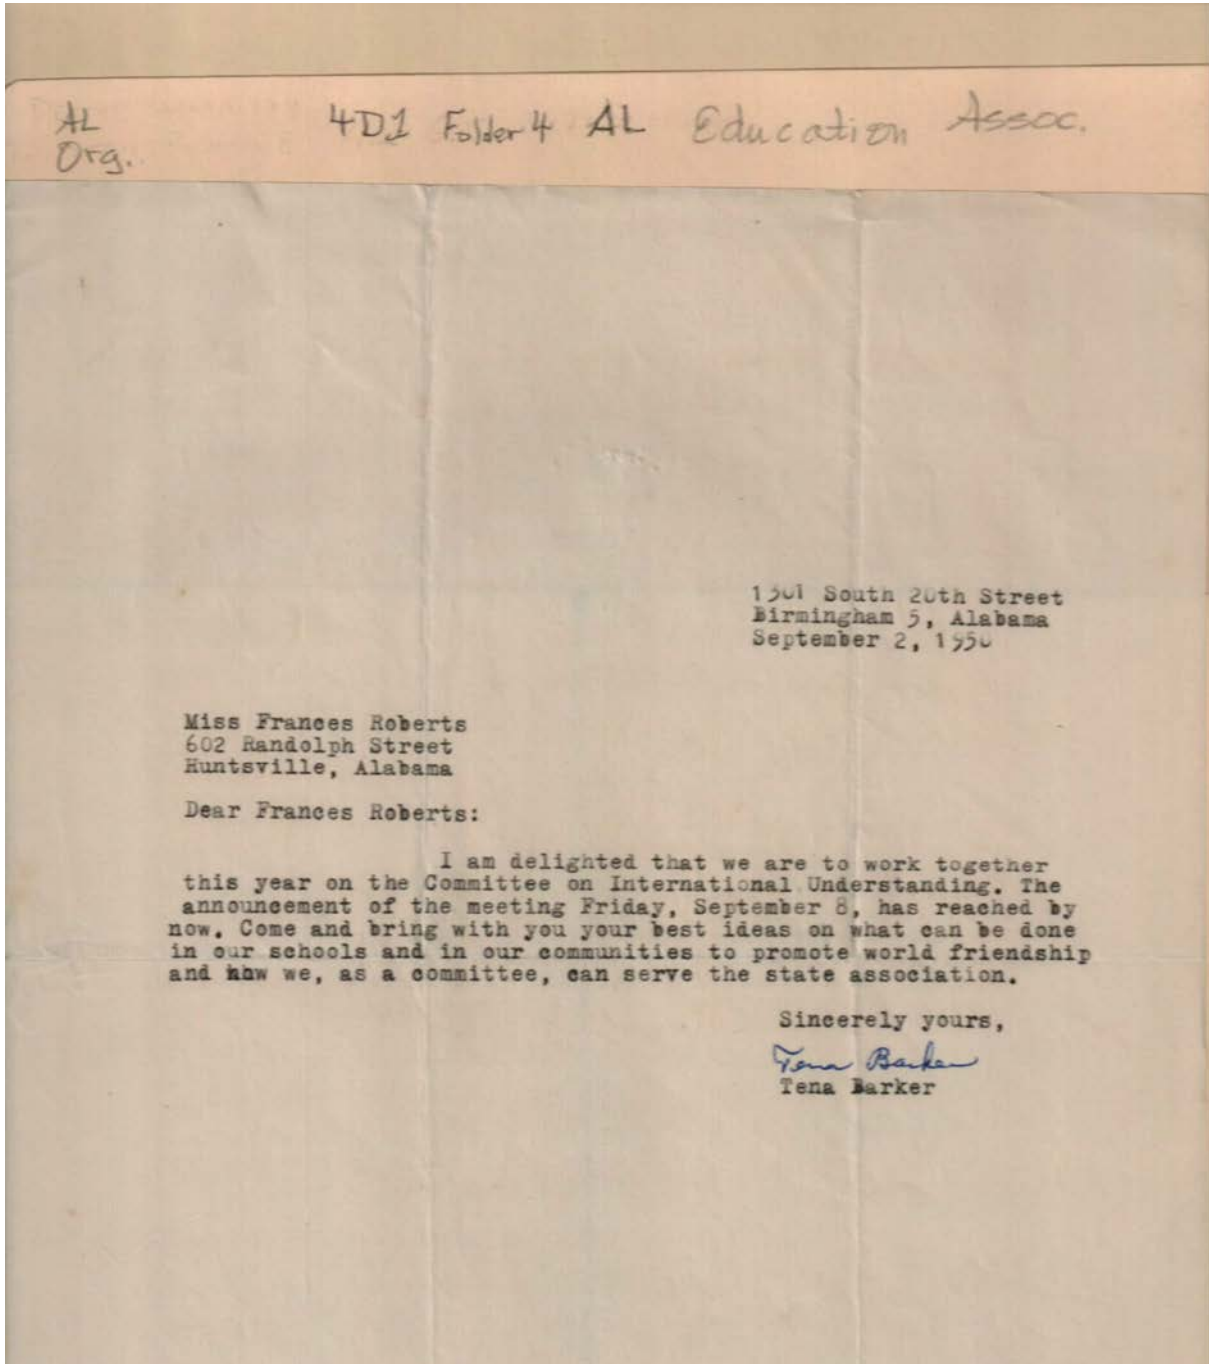 AL
Org.
4D1 Folder 4 AL Education Assoc.
1301 South 20th Street
Birmingham 5, Alabama
September 2, 1950
Miss Frances Roberts
602 Randolph Street
Huntsville, Alabama
Dear Frances Roberts:
I am delighted that we are to work together
this year on the Committee on International Understanding. The
announcement of the meeting Friday, September 8, has reached by
now. Come and bring with you your best ideas on what can be done
in our schools and in our communities to promote world friendship
and how we, as a committee, can serve the state association.
Sincerely yours,
Tena Barker
Tena Barker